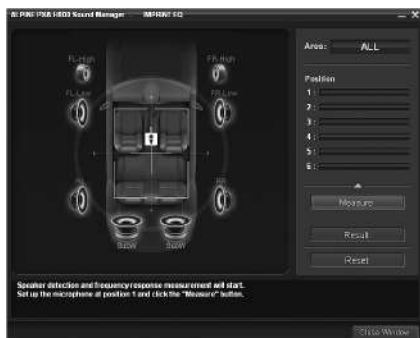 ALPINE PXA-H800 Sound Manager - IMPRINT EQ
Area: ALL
FL-High
FR-High
FL-Low
FR-Low
Position
1:
2:
3:
4:
5:
6:
RL
RR
Measure
SubW
SubW
Result
Reset
Speaker detection and frequency response measurement will start.
Set up the microphone at position 1 and click the "Measure" button.
Close Window